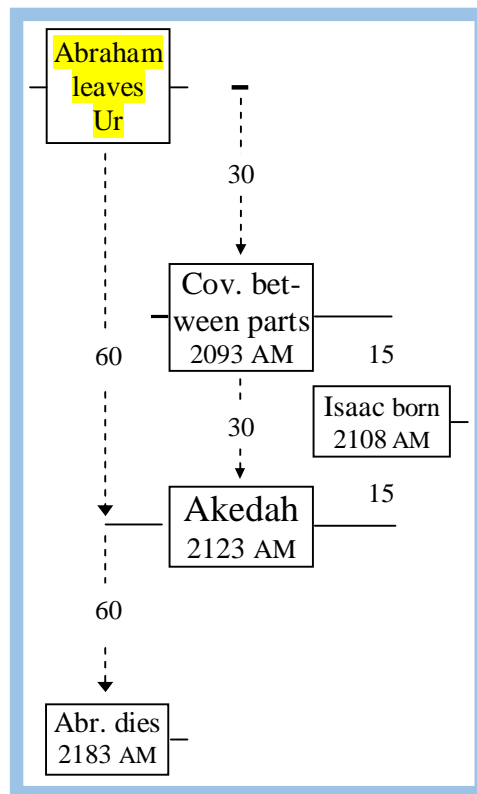 Abraham
leaves
Ur
30
Cov. bet-
ween parts
2093 AM
60
15
Isaac born
2108 AM
30
15
Akedah
2123 AM
60
Abr. dies
2183 AM